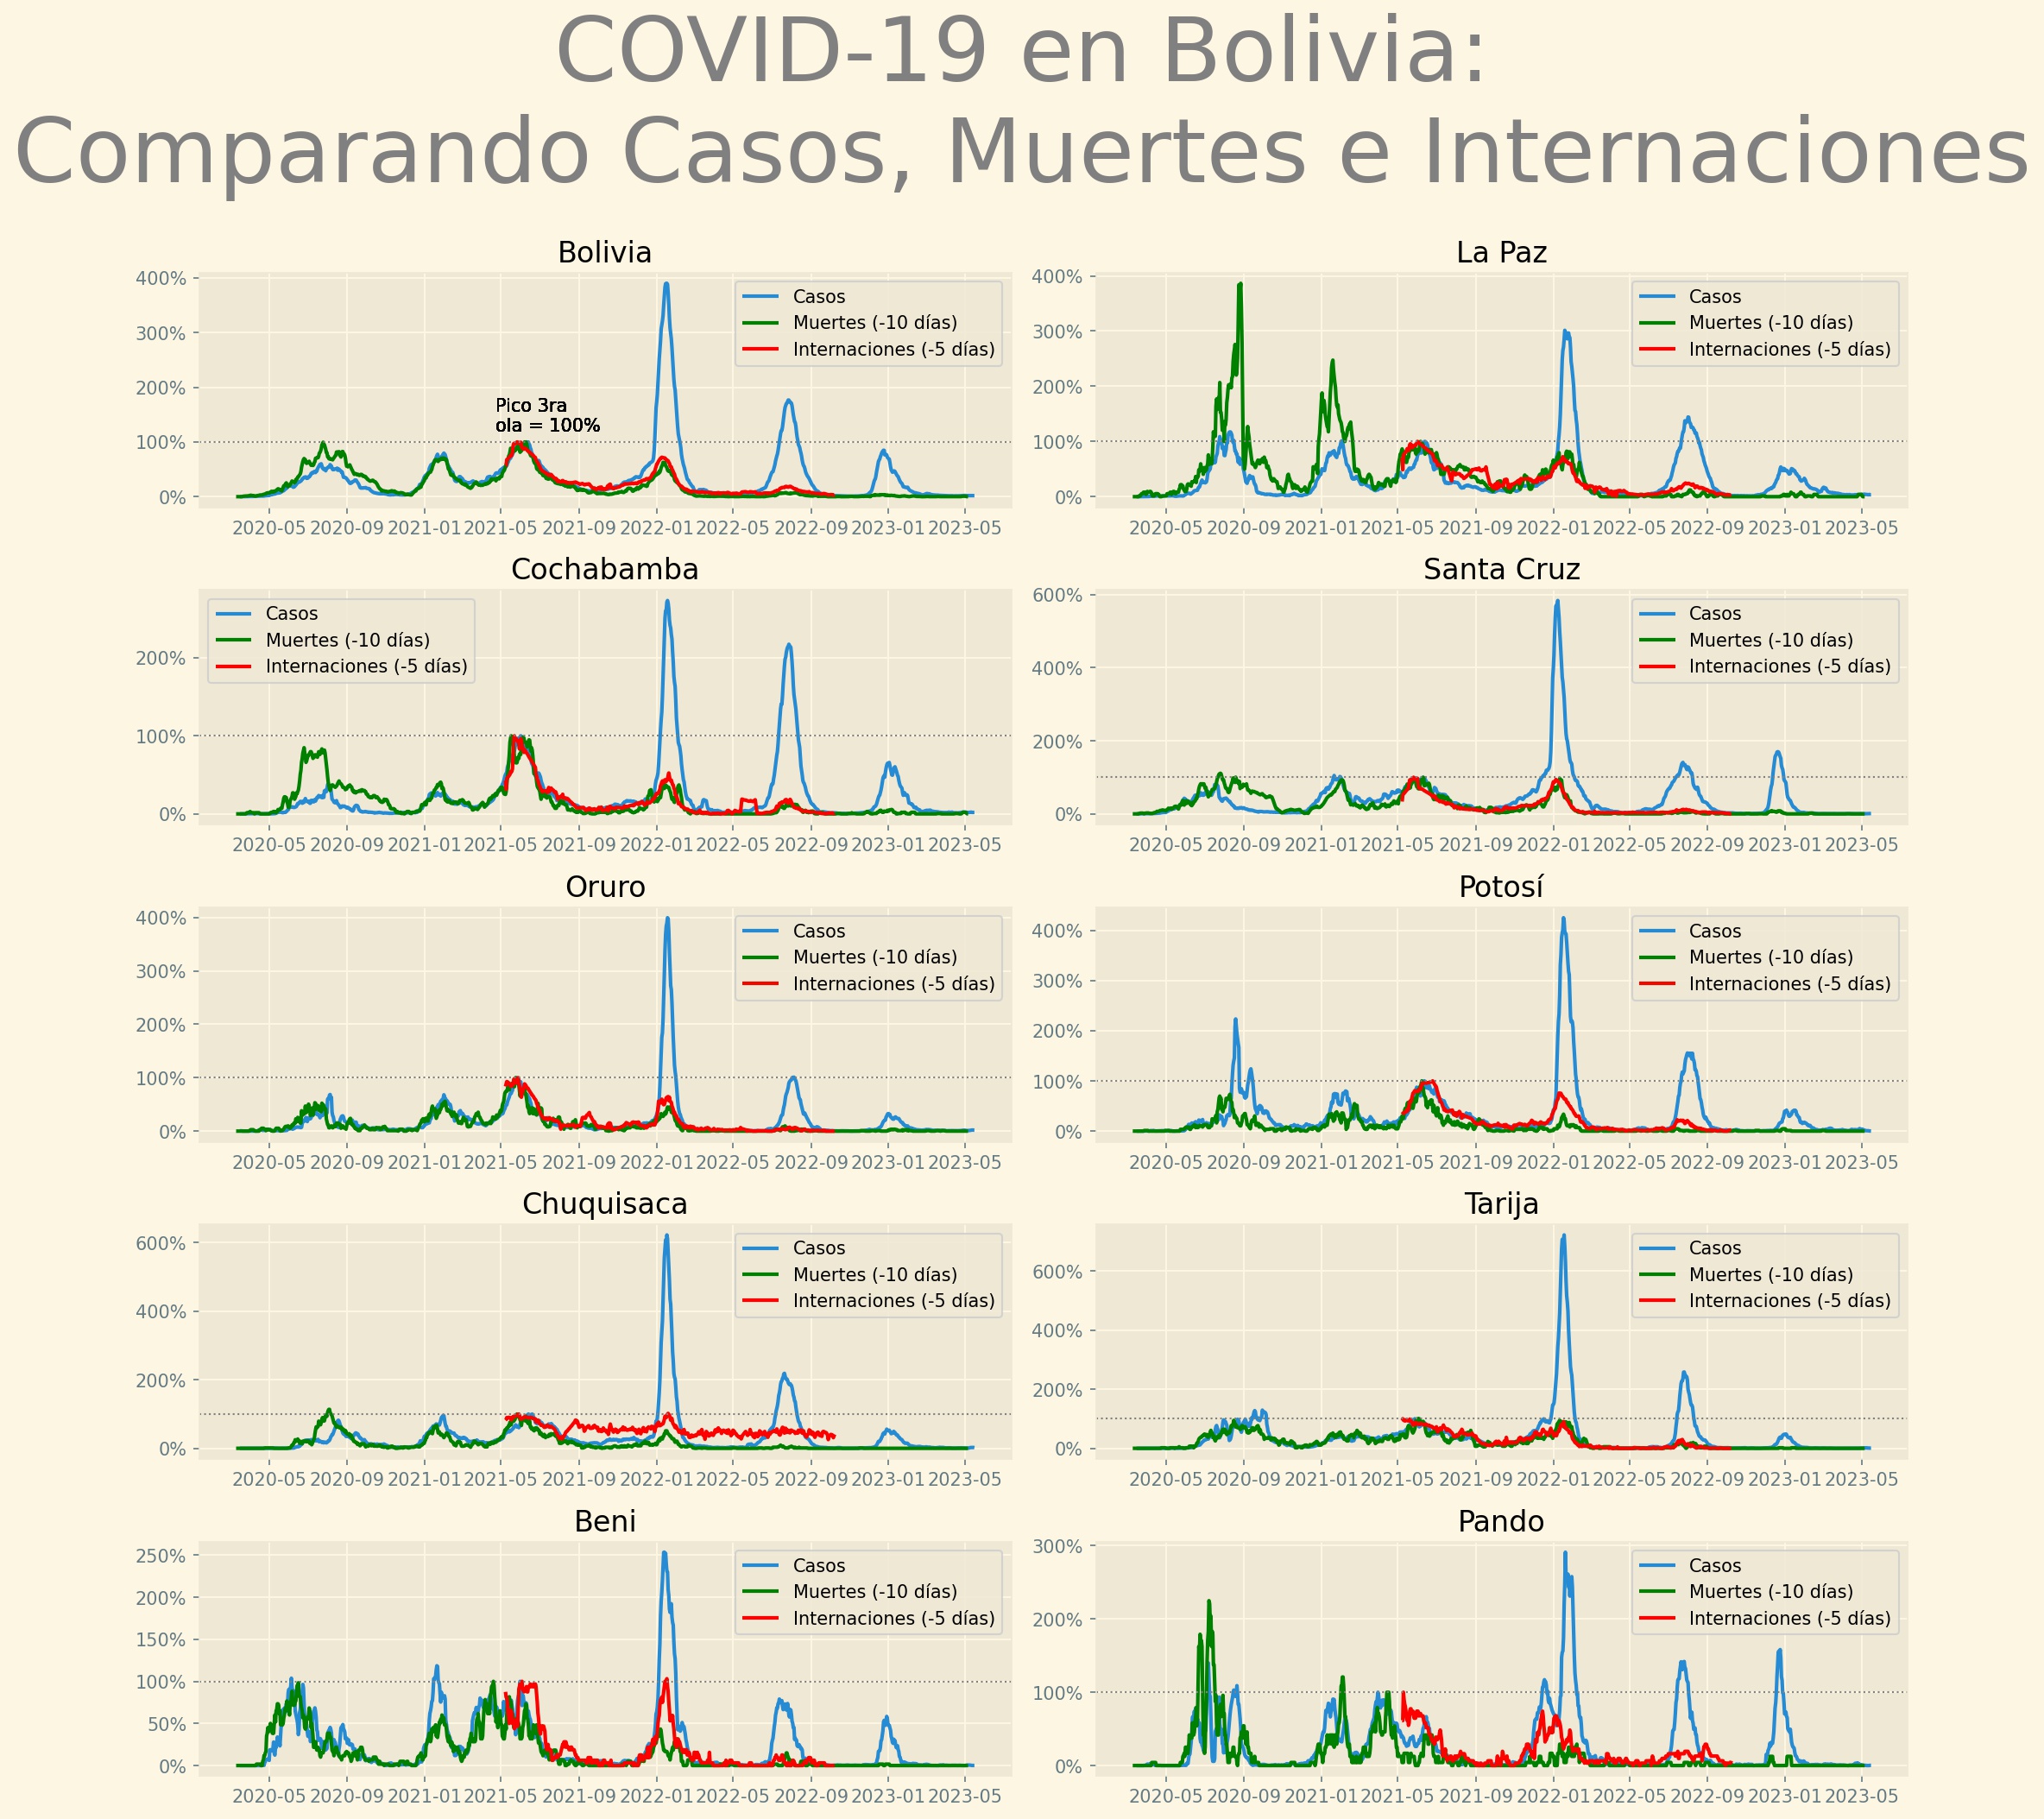 COVID-19 en Bolivia:
Comparando Casos, Muertes e Internaciones
Bolivia
400%
300%
200%
100%
0%
Pico 3ra
ola = 100%
Casos
Muertes (-10 días)
Internaciones (-5 días)
2020-05 2020-09 2021-01 2021-05 2021-09 2022-01 2022-05 2022-09 2023-01 2023-05
La Paz
400%
300%
200%
100%
0%
Casos
Muertes (-10 días)
Internaciones (-5 días)
2020-05 2020-09 2021-01 2021-05 2021-09 2022-01 2022-05 2022-09 2023-01 2023-05
Cochabamba
200%
100%
0%
Casos
Muertes (-10 días)
Internaciones (-5 días)
2020-05 2020-09 2021-01 2021-05 2021-09 2022-01 2022-05 2022-09 2023-01 2023-05
Santa Cruz
600%
400%
200%
0%
Casos
Muertes (-10 días)
Internaciones (-5 días)
2020-05 2020-09 2021-01 2021-05 2021-09 2022-01 2022-05 2022-09 2023-01 2023-05
Oruro
400%
300%
200%
100%
0%
Casos
Muertes (-10 días)
Internaciones (-5 días)
2020-05 2020-09 2021-01 2021-05 2021-09 2022-01 2022-05 2022-09 2023-01 2023-05
Potosí
400%
300%
200%
100%
0%
Casos
Muertes (-10 días)
Internaciones (-5 días)
2020-05 2020-09 2021-01 2021-05 2021-09 2022-01 2022-05 2022-09 2023-01 2023-05
Chuquisaca
600%
400%
200%
0%
Casos
Muertes (-10 días)
Internaciones (-5 días)
2020-05 2020-09 2021-01 2021-05 2021-09 2022-01 2022-05 2022-09 2023-01 2023-05
Tarija
600%
400%
200%
0%
Casos
Muertes (-10 días)
Internaciones (-5 días)
2020-05 2020-09 2021-01 2021-05 2021-09 2022-01 2022-05 2022-09 2023-01 2023-05
Beni
250%
200%
150%
100%
50%
0%
Casos
Muertes (-10 días)
Internaciones (-5 días)
2020-05 2020-09 2021-01 2021-05 2021-09 2022-01 2022-05 2022-09 2023-01 2023-05
Pando
300%
200%
100%
0%
Casos
Muertes (-10 días)
Internaciones (-5 días)
2020-05 2020-09 2021-01 2021-05 2021-09 2022-01 2022-05 2022-09 2023-01 2023-05